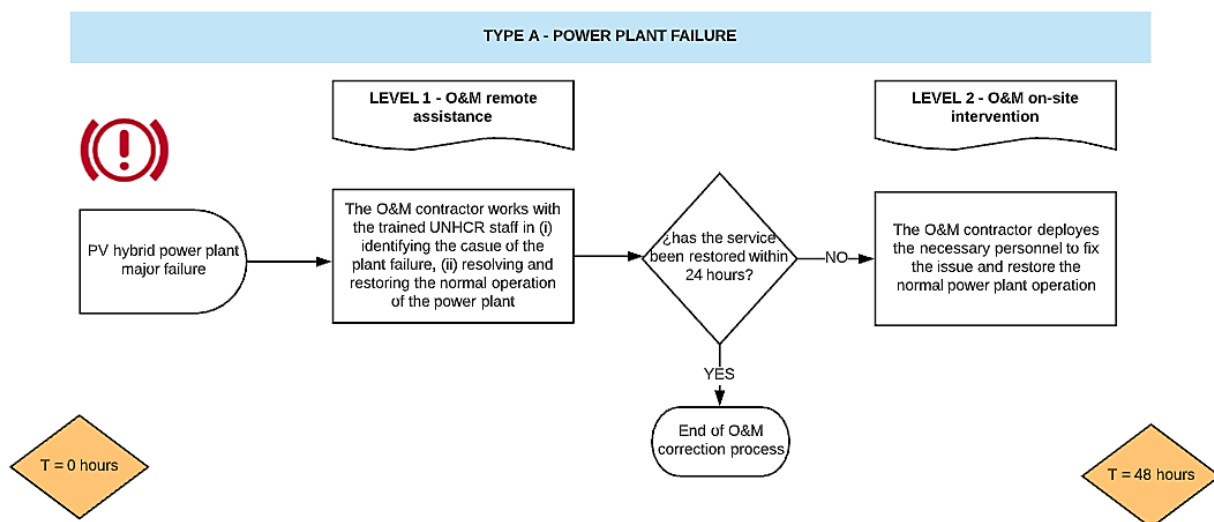 TYPE A - POWER PLANT FAILURE
LEVEL 1 - O&M remote
assistance
LEVEL 2 - O&M on-site
intervention
PV hybrid power plant
major failure
The O&M contractor works with
the trained UNHCR staff in (i)
identifying the casue of the
plant failure, (ii) resolving and
restoring the normal operation
of the power plant
¿has the service
been restored within
24 hours?
NO
The O&M contractor deployes
the necessary personnel to fix
the issue and restore the
normal power plant operation
YES
End of O&M
correction process
T = 0 hours
T = 48 hours